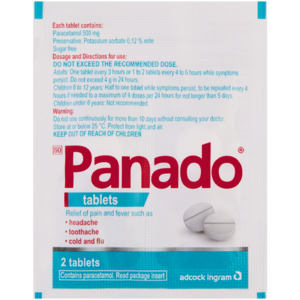 Each tablet contains:
Paracetamol 500 mg
Preservative: Potassium sorbate 0,12 % m/m
Sugar free
Dosage and Directions for use:
DO NOT EXCEED THE RECOMMENDED DOSE.
Adults: One tablet every 3 hours or 1 to 2 tablets every 4 to 6 hours while symptoms
persist. Do not exceed 4 g in 24 hours.
Children 6 to 12 years: Half to one tablet while symptoms persist, to be repeated every 4
hours if needed to a maximum of 4 doses per 24 hours for not longer than 5 days.
Children under 6 years: Not recommended.
Warning:
Do not use continuously for more than 10 days without consulting your doctor.
Store at or below 25 °C. Protect from light and air.
KEEP OUT OF REACH OF CHILDREN
Panado®
tablets
Relief of pain and fever such as
• headache
• toothache
• cold and flu
2 tablets
Contains paracetamol. Read package insert
adcock ingram